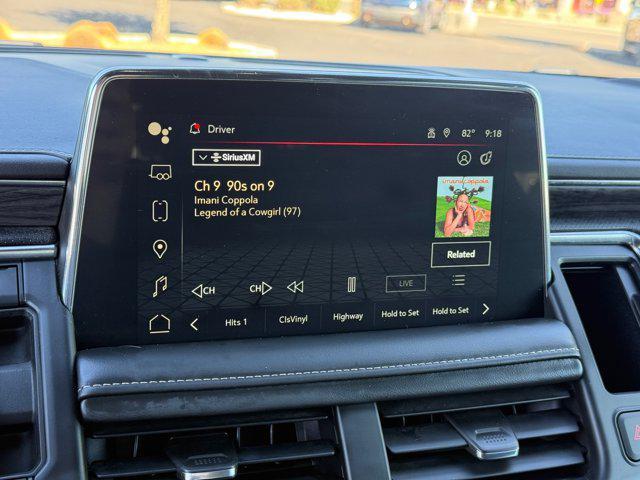 Driver
82° 9:18
SiriusXM
Ch 9 90s on 9
Imani Coppola
Legend of a Cowgirl (97)
imani coppola
Related
CH CH LIVE
Hits 1 ClsVinyl Highway Hold to Set Hold to Set